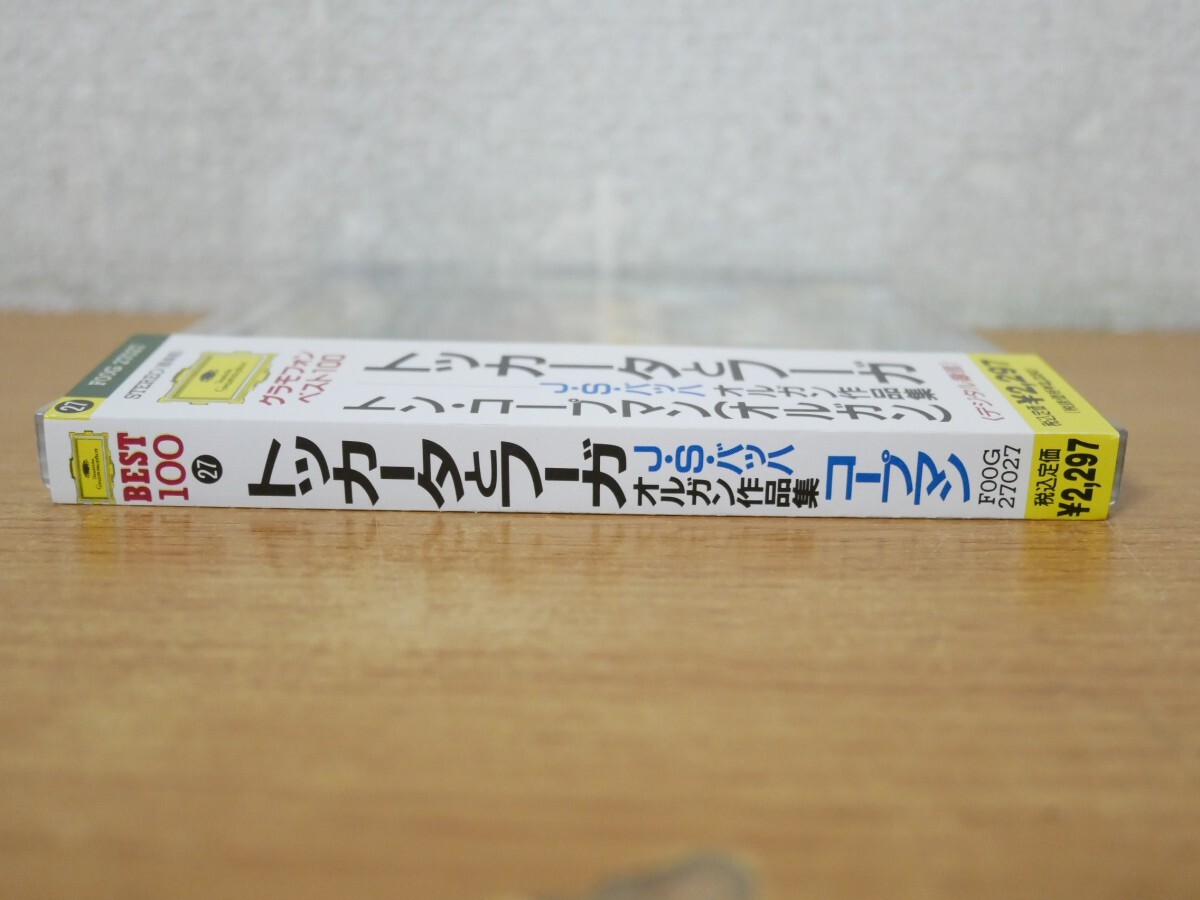 FOOG 27027
STEREO
グラモフォン
ベスト100
トッカータとフーガ
J・S・バッハ オルガン作品集
トン・コープマン(オルガン)
〈デジタル録音〉
税込定価
¥2,297
27
BEST
100
27
トッカータとフーガ
J・S・バッハ
オルガン作品集
コープマン
F00G
27027
税込定価
¥2,297